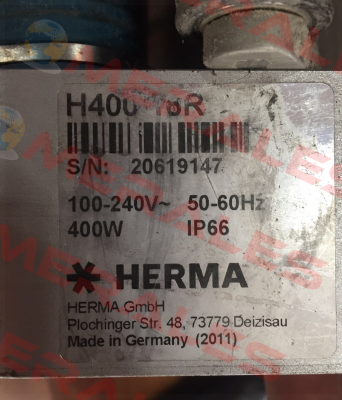 H400 6R
S/N: 20619147
100-240V~ 50-60Hz
400W IP66
HERMA
HERMA GmbH
Plochinger Str. 48, 73779 Deizisau
Made in Germany (2011)